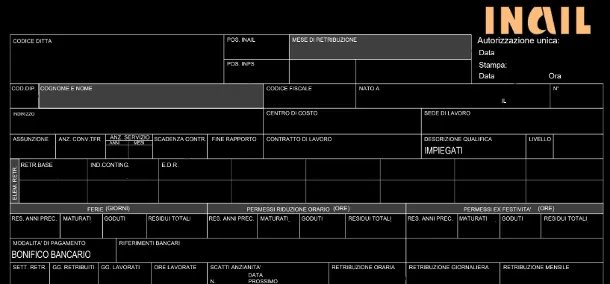 INAIL
CODICE DITTA
POS. INAIL
MESE DI RETRIBUZIONE
Autorizzazione unica:
Data
POS. INPS
Stampa:
Data Ora
COD.DIP. COGNOME E NOME CODICE FISCALE NATO A N°
IL
INDIRIZZO CENTRO DI COSTO SEDE DI LAVORO
ASSUNZIONE ANZ. CONV.TFR ANZ. SERVIZIO SCADENZA CONTR. FINE RAPPORTO CONTRATTO DI LAVORO DESCRIZIONE QUALIFICA LIVELLO
MESI
IMPIEGATI
ELEM. RETR.
RETR BASE IND.CONTING. E.D.R.
FERIE (GIORNI) PERMESSI RIDUZIONE ORARIO (ORE) PERMESSI EX FESTIVITA' (ORE)
RES. ANNI PREC. MATURATI GODUTI RESIDUI TOTALI RES. ANNI PREC. MATURATI GODUTI RESIDUI TOTALI RES. ANNI PREC. MATURATI GODUTI RESIDUI TOTALI
MODALITA' DI PAGAMENTO RIFERIMENTI BANCARI
BONIFICO BANCARIO
SETT. RETR. GG. RETRIBUITI GG. LAVORATI ORE LAVORATE SCATTI ANZIANITA' RETRIBUZIONE ORARIA RETRIBUZIONE GIORNALIERA RETRIBUZIONE MENSILE
DATA
N. PROSSIMO